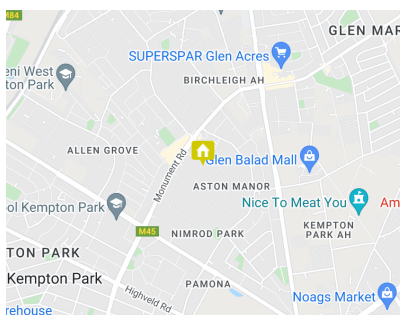 M84
GLEN MAR
SUPERSPAR Glen Acres
eni West
ton Park
BIRCHLEIGH AH
ALLEN GROVE
Monument Rd
Glen Balad Mall
ASTON MANOR
ol Kempton Park
Nice To Meat You
Am
M45
NIMROD PARK
KEMPTON
PARK AH
TON PARK
Kempton Park
PAMONA
Highveld Rd
Noags Market
rehouse